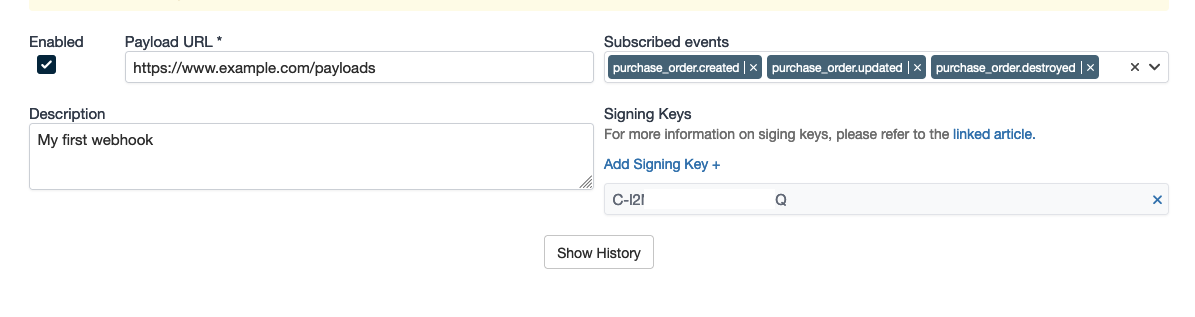 Enabled
Payload URL *
https://www.example.com/payloads
Subscribed events
purchase_order.created
purchase_order.updated
purchase_order.destroyed
Description
My first webhook
Signing Keys
For more information on siging keys, please refer to the linked article.
Add Signing Key +
Q
Show History